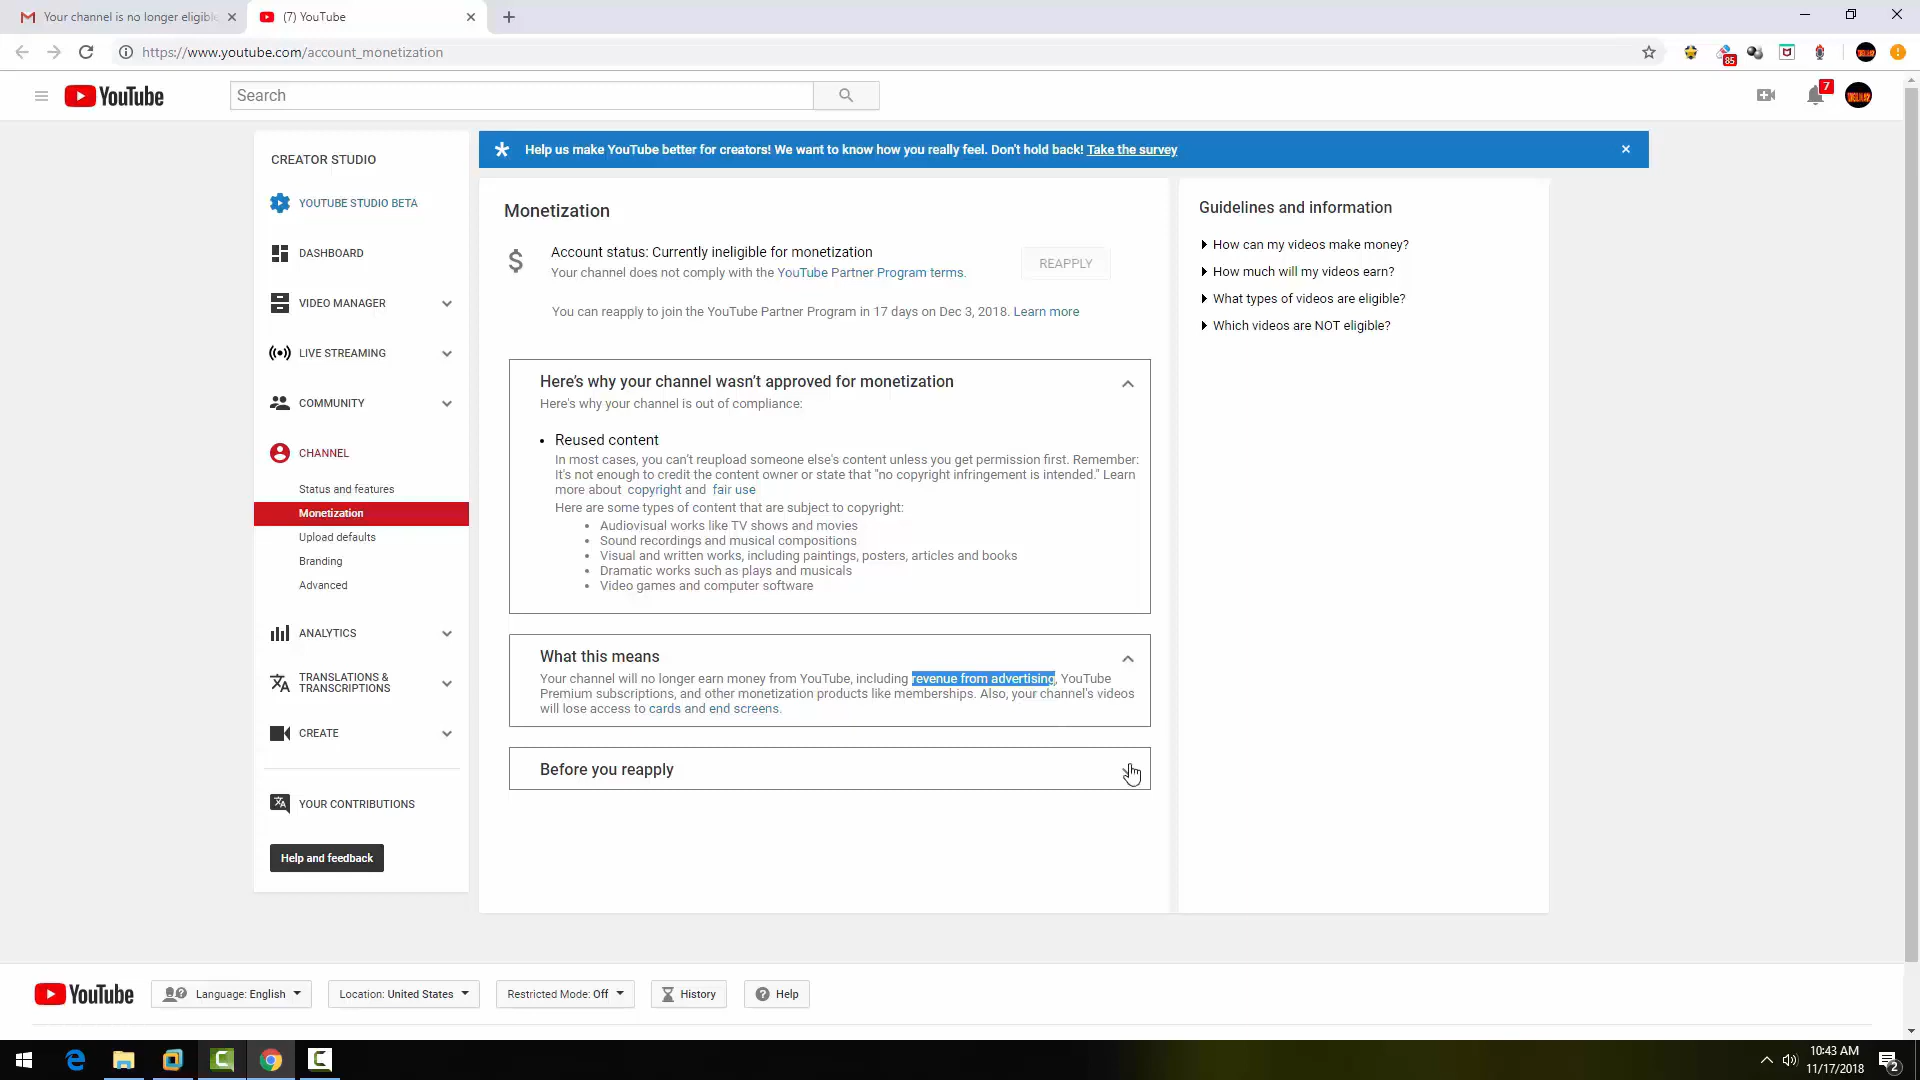 Your channel is no longer eligible
(7) YouTube
https://www.youtube.com/account_monetization
85
YouTube
Search
7
CREATOR STUDIO
YOUTUBE STUDIO BETA
DASHBOARD
VIDEO MANAGER
LIVE STREAMING
COMMUNITY
CHANNEL
Status and features
Monetization
Upload defaults
Branding
Advanced
ANALYTICS
TRANSLATIONS &
TRANSCRIPTIONS
CREATE
YOUR CONTRIBUTIONS
Help and feedback
Help us make YouTube better for creators! We want to know how you really feel. Don't hold back! Take the survey
Monetization
Account status: Currently ineligible for monetization
Your channel does not comply with the YouTube Partner Program terms.
REAPPLY
You can reapply to join the YouTube Partner Program in 17 days on Dec 3, 2018. Learn more
Here's why your channel wasn't approved for monetization
Here's why your channel is out of compliance:
• Reused content
In most cases, you can't reupload someone else's content unless you get permission first. Remember:
It's not enough to credit the content owner or state that "no copyright infringement is intended." Learn
more about copyright and fair use
Here are some types of content that are subject to copyright:
• Audiovisual works like TV shows and movies
• Sound recordings and musical compositions
• Visual and written works, including paintings, posters, articles and books
• Dramatic works such as plays and musicals
• Video games and computer software
What this means
Your channel will no longer earn money from YouTube, including revenue from advertising, YouTube
Premium subscriptions, and other monetization products like memberships. Also, your channel's videos
will lose access to cards and end screens.
Before you reapply
Guidelines and information
How can my videos make money?
How much will my videos earn?
What types of videos are eligible?
Which videos are NOT eligible?
YouTube
Language: English
Location: United States
Restricted Mode: Off
History
Help
10:43 AM
11/17/2018
2